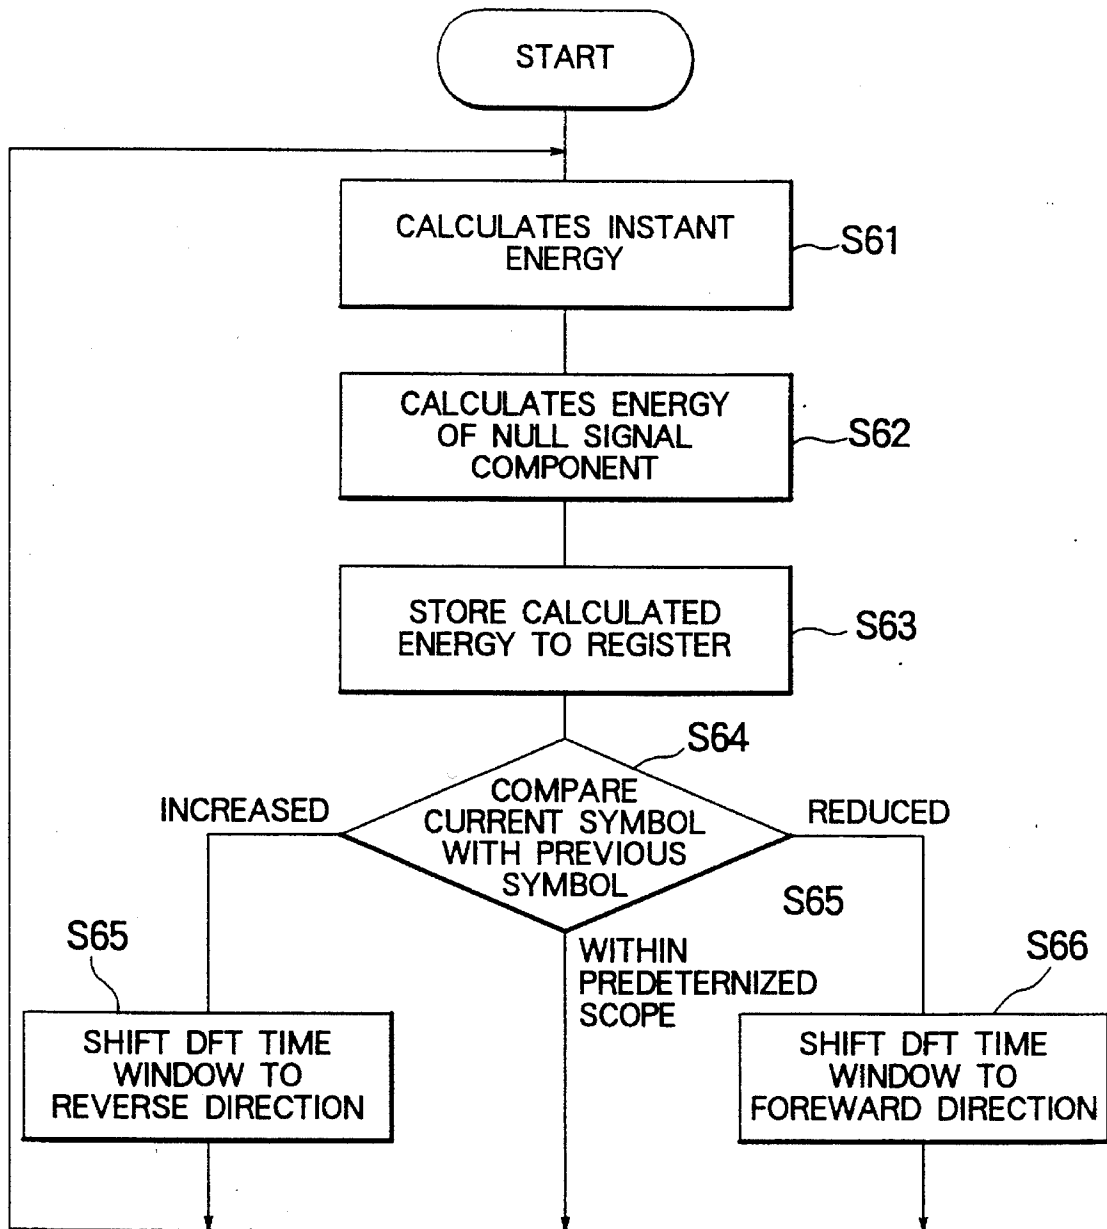 START
CALCULATES INSTANT
ENERGY
S61
CALCULATES ENERGY
OF NULL SIGNAL
COMPONENT
S62
STORE CALCULATED
ENERGY TO REGISTER
S63
S64
COMPARE
CURRENT SYMBOL
WITH PREVIOUS
SYMBOL
INCREASED
REDUCED
S65
S65
WITHIN
PREDETERNIZED
SCOPE
S66
SHIFT DFT TIME
WINDOW TO
REVERSE DIRECTION
SHIFT DFT TIME
WINDOW TO
FOREWARD DIRECTION